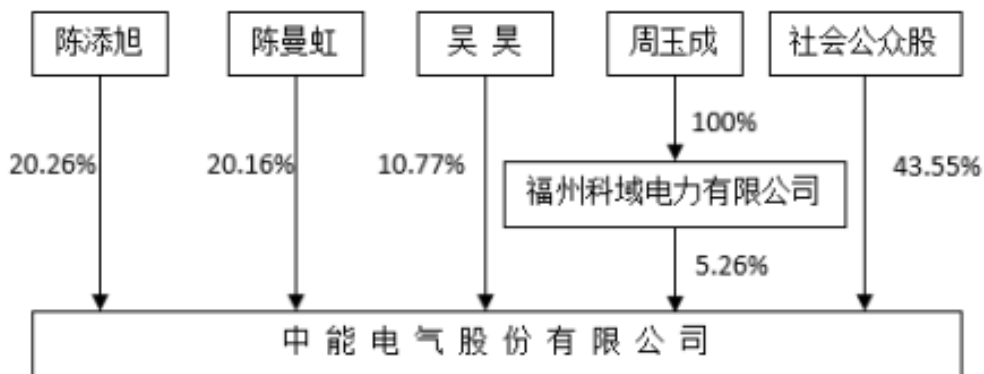 陈添旭
陈曼虹
吴 昊
周玉成
社会公众股
100%
20.26%
20.16%
10.77%
43.55%
福州科域电力有限公司
5.26%
中 能 电 气 股 份 有 限 公 司